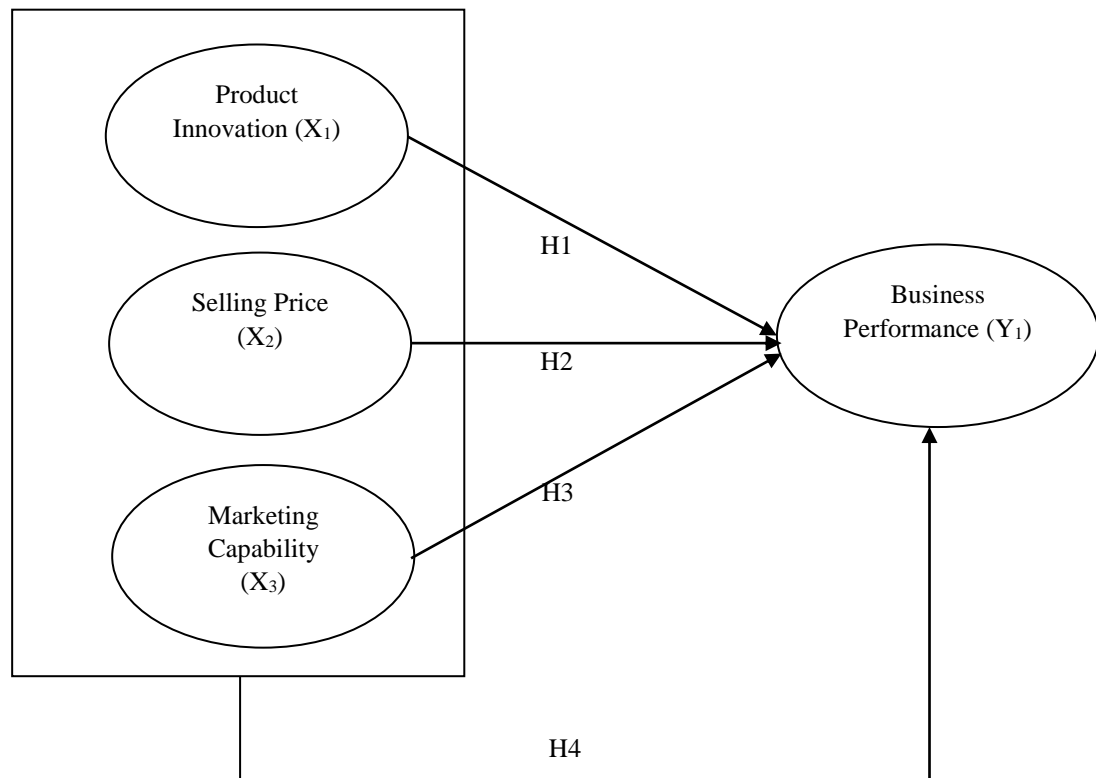 Product
Innovation (X₁)
H1
Selling Price
(X₂)
H2
Business
Performance (Y₁)
H3
Marketing
Capability
(X₃)
H4